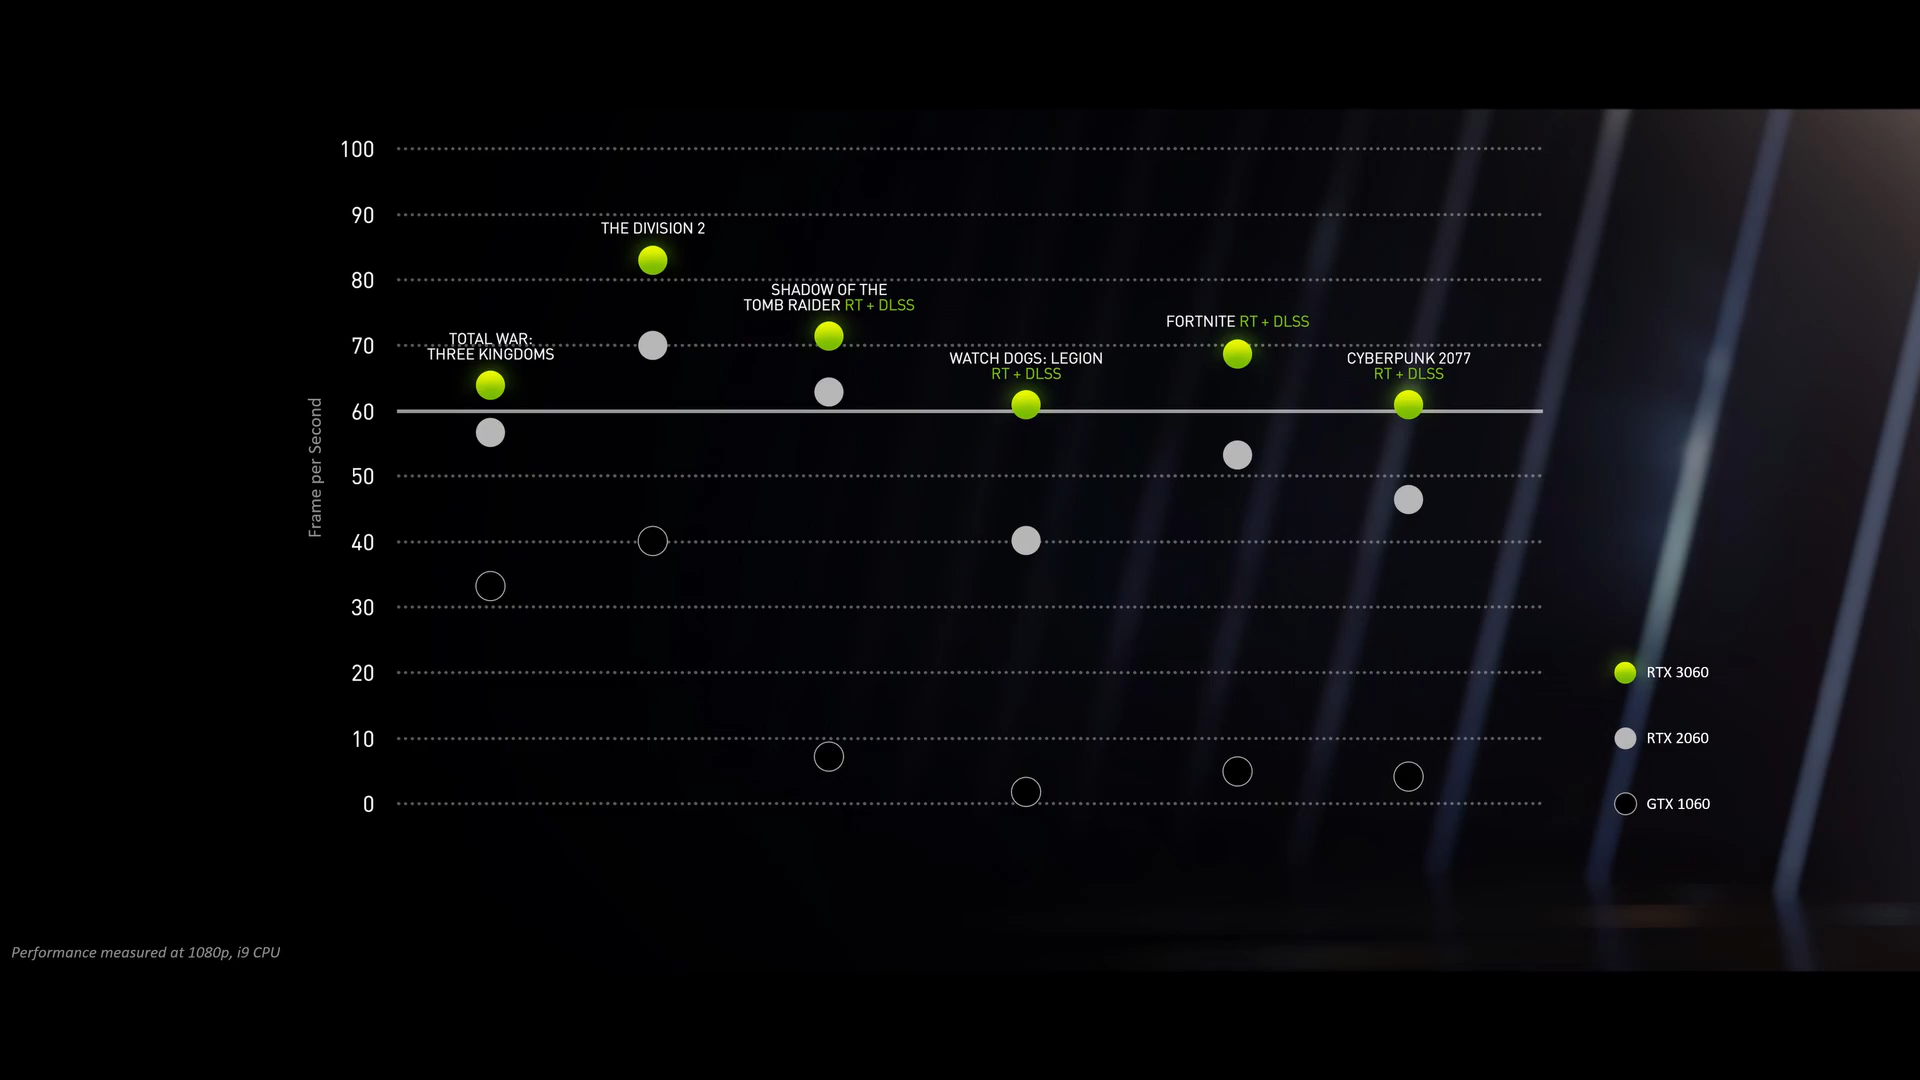 100
90
THE DIVISION 2
80
SHADOW OF THE
TOMB RAIDER RT + DLSS
FORTNITE RT + DLSS
TOTAL WAR:
THREE KINGDOMS
70
WATCH DOGS: LEGION
RT + DLSS
CYBERPUNK 2077
RT + DLSS
60
Frame per Second
50
40
30
20
10
0
RTX 3060
RTX 2060
GTX 1060
Performance measured at 1080p, i9 CPU